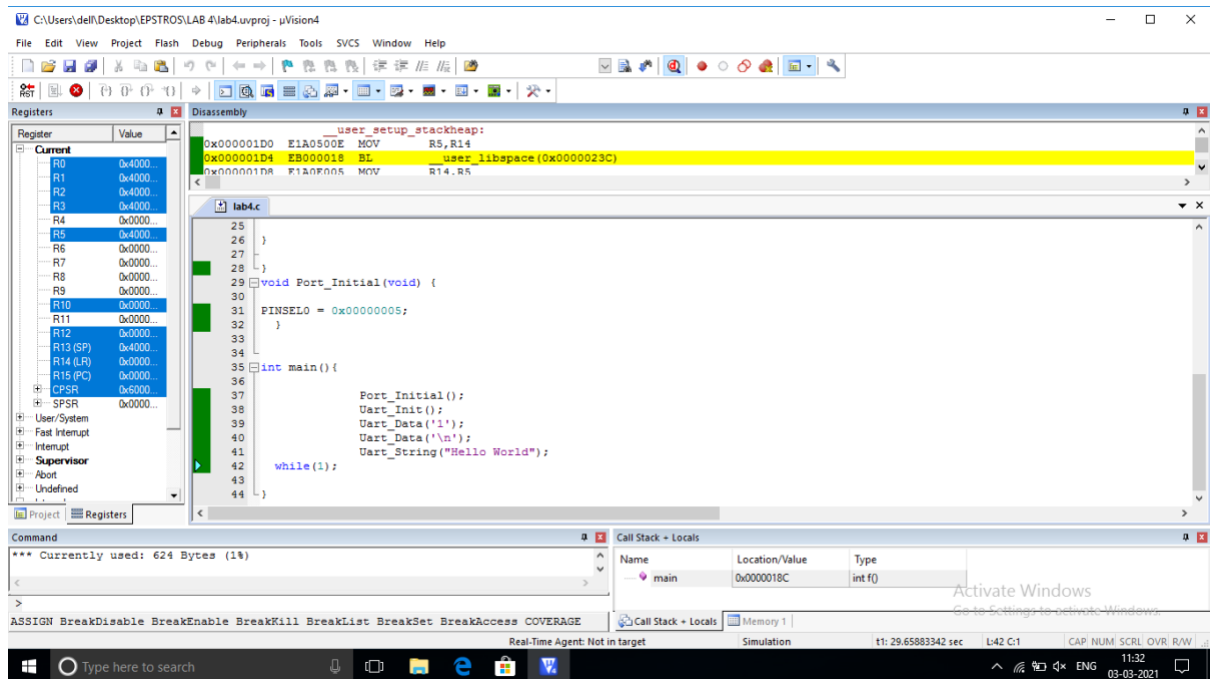 C:\Users\dell\Desktop\EPSTROS\LAB 4\lab4.uvproj - µVision4
File Edit View Project Flash Debug Peripherals Tools SVCS Window Help
RST
Registers
Register Value
Current
R0 0x4000...
R1 0x4000...
R2 0x4000...
R3 0x4000...
R4 0x0000...
R5 0x4000...
R6 0x0000...
R7 0x0000...
R8 0x0000...
R9 0x0000...
R10 0x0000...
R11 0x0000...
R12 0x0000...
R13 (SP) 0x4000...
R14 (LR) 0x0000...
R15 (PC) 0x0000...
CPSR 0x6000...
SPSR 0x0000...
User/System
Fast Interrupt
Interrupt
Supervisor
Abort
Undefined
Project Registers
Disassembly
__user_setup_stackheap:
0x000001D0 E1A0500E MOV R5,R14
0x000001D4 EB000018 BL __user_libspace(0x0000023C)
0x000001D8 E1A0E005 MOV R14,R5
lab4.c
25
26 }
27
28 }
29 void Port_Initial(void) {
30
31 PINSEL0 = 0x00000005;
32 }
33
34
35 int main(){
36
37 Port_Initial();
38 Uart_Init();
39 Uart_Data('1');
40 Uart_Data('\n');
41 Uart_String("Hello World");
42 while(1);
43
44 }
Command
*** Currently used: 624 Bytes (1%)
>
ASSIGN BreakDisable BreakEnable BreakKill BreakList BreakSet BreakAccess COVERAGE
Call Stack + Locals
Name Location/Value Type
main 0x0000018C int f()
Call Stack + Locals Memory 1
Activate Windows
Go to Settings to activate Windows.
Real-Time Agent: Not in target Simulation t1: 29.65883342 sec L:42 C:1 CAP NUM SCRL OVR R/W
Type here to search
ENG
11:32
03-03-2021